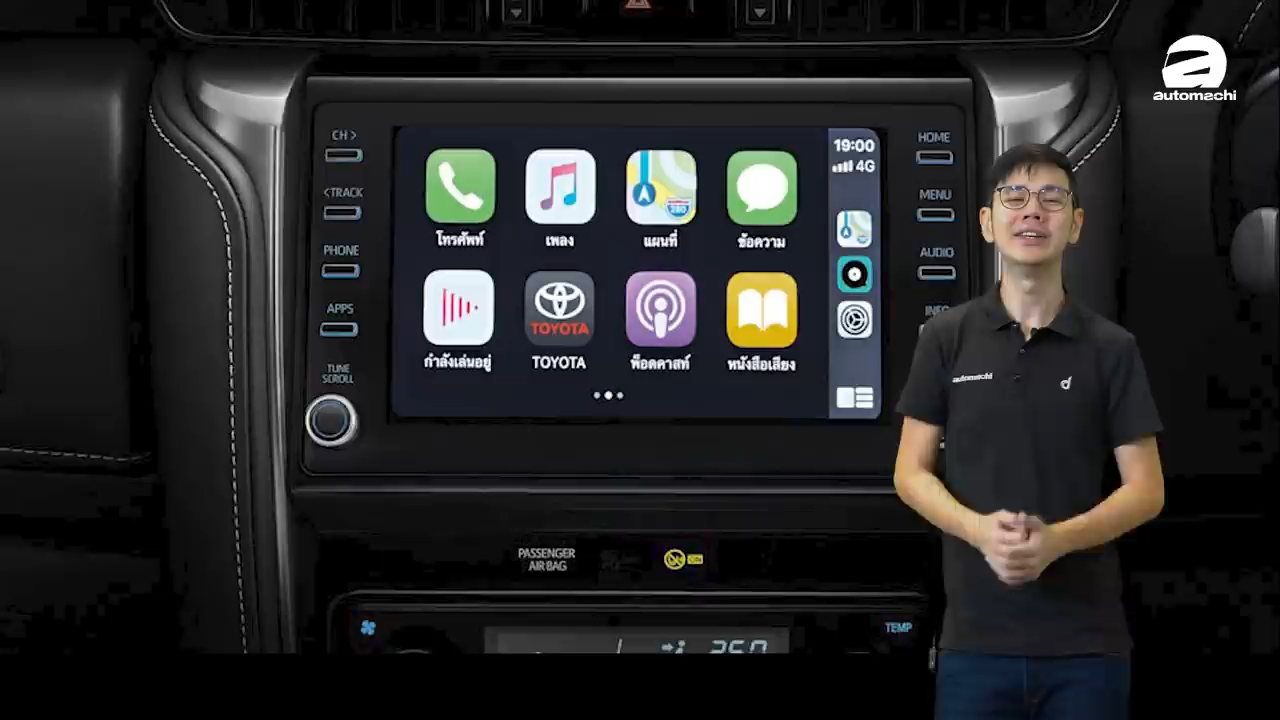 automachi
CH >
< TRACK
PHONE
APPS
TUNE
SCROLL
19:00
4G
โทรศัพท์
เพลง
แผนที่
ข้อความ
280
TOYOTA
กำลังเล่นอยู่
TOYOTA
พ็อดคาสท์
หนังสือเสียง
HOME
MENU
AUDIO
automachi
PASSENGER
AIR BAG
TEMP